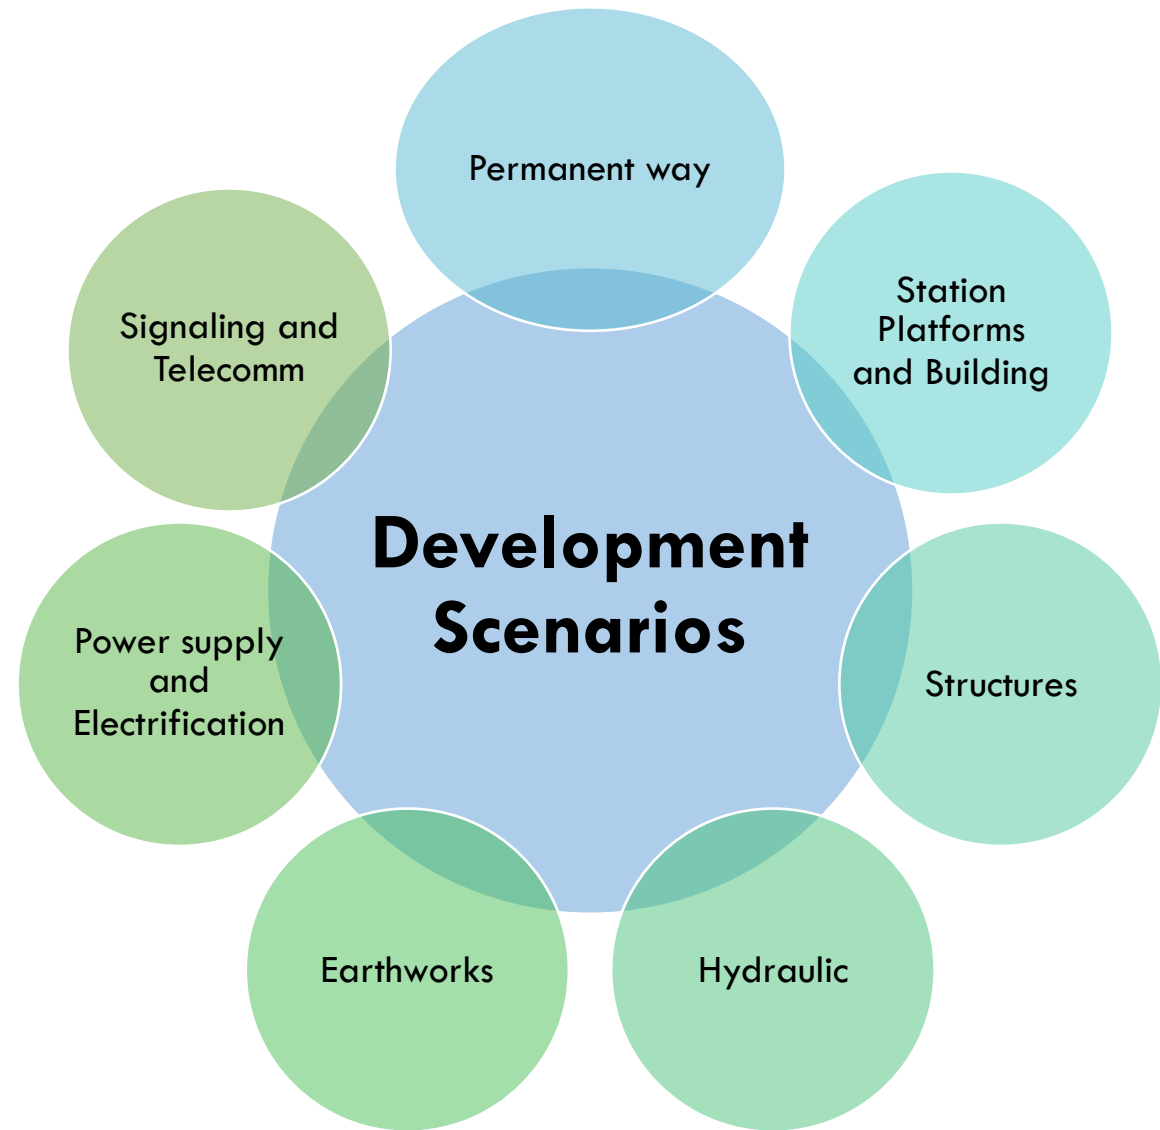 Permanent way
Station
Platforms
and Building
Signaling and
Telecomm
Development
Scenarios
Power supply
and
Electrification
Structures
Earthworks
Hydraulic